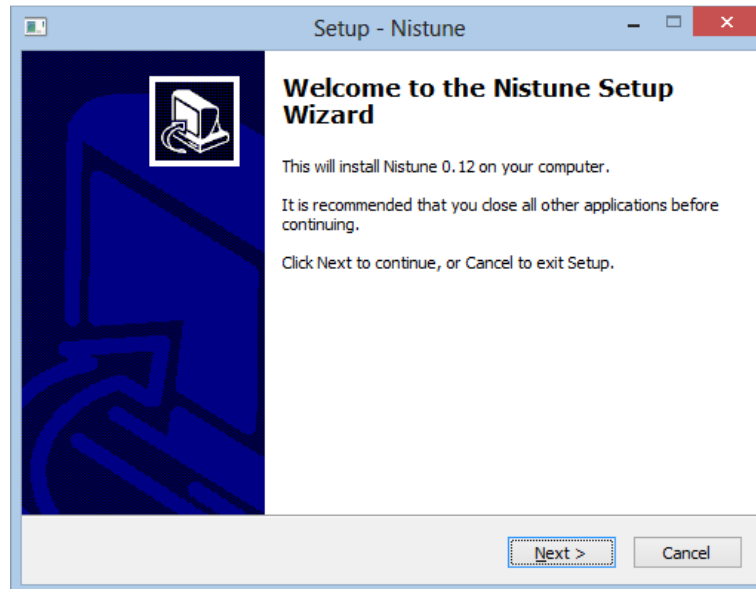 Setup - Nistune
Welcome to the Nistune Setup
Wizard
This will install Nistune 0.12 on your computer.
It is recommended that you close all other applications before
continuing.
Click Next to continue, or Cancel to exit Setup.
Next >
Cancel